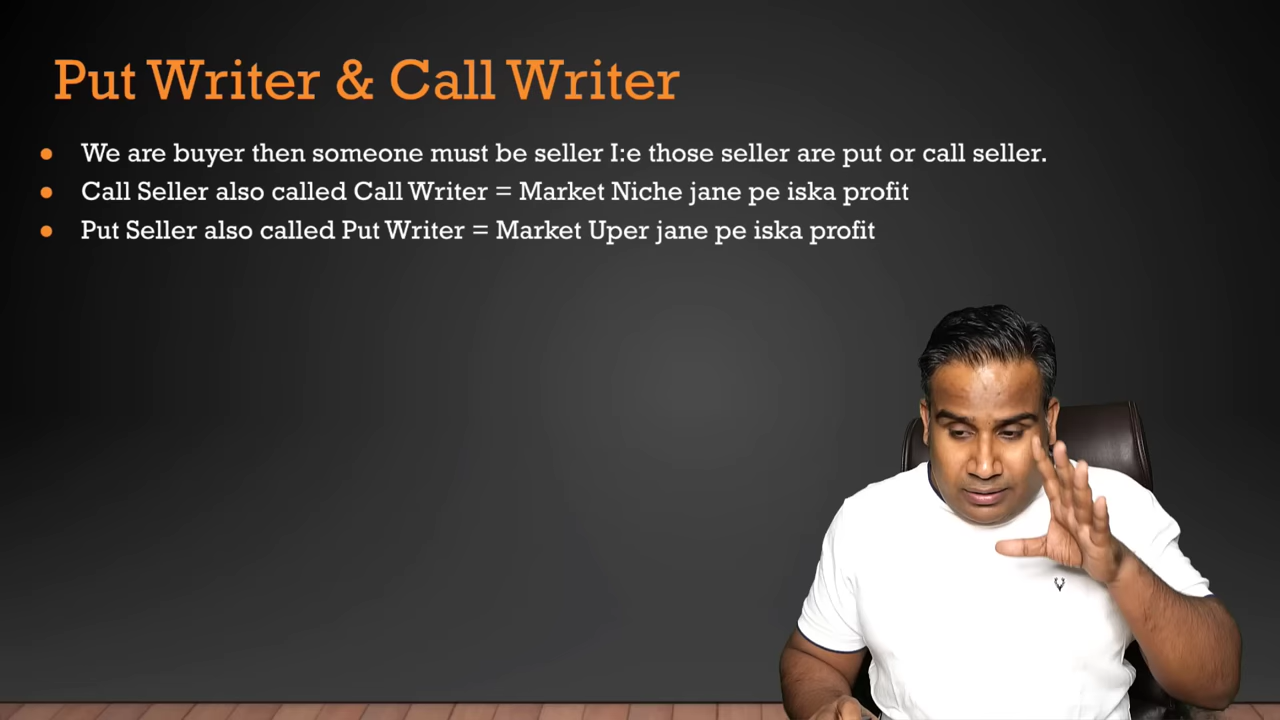 Put Writer & Call Writer
We are buyer then someone must be seller I:e those seller are put or call seller.
Call Seller also called Call Writer = Market Niche jane pe iska profit
Put Seller also called Put Writer = Market Uper jane pe iska profit